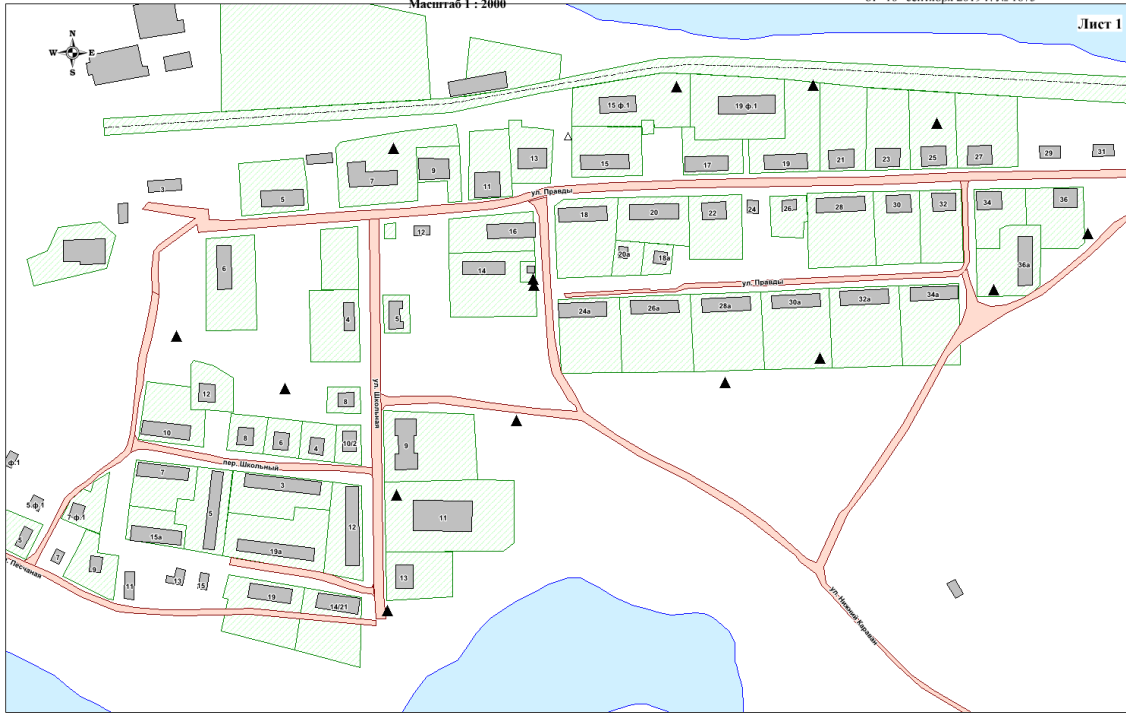 Масштаб 1 : 2000
Лист 1
N
W E
S
15 ф.1
19 ф.1
13
15
17
19
21
23
25
27
29
31
9
7
11
3
5
ул. Правды
18
20
22
24
26
28
30
32
34
36
12
16
6
14
20а
18а
36а
ул. Правды
4
5
24а
26а
28а
30а
32а
34а
12
8
ул. Школьная
10
8
6
4
10/2
9
ф.1
пер. Школьный
7
3
5
12
11
5 ф.1
7 ф.1
5
15а
19а
7
9
13
15
11
13
19
14/21
Песчаная
ул. Нижний Караван